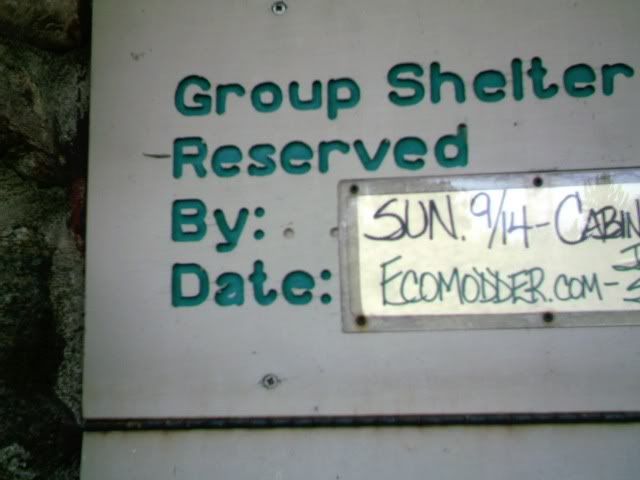 Group Shelter
Reserved
By: SUN. 9/14 - CABIN
Date: ECOMODDER.COM -